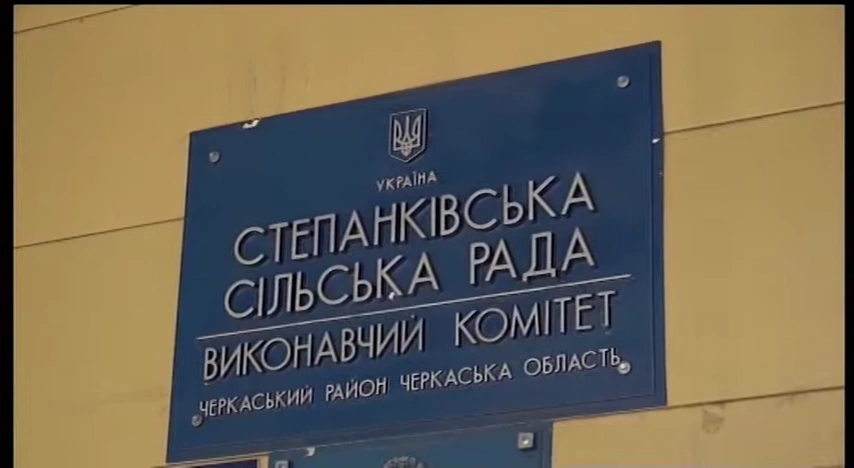 УКРАЇНА
СТЕПАНКІВСЬКА
СІЛЬСЬКА РАДА
ВИКОНАВЧИЙ КОМІТЕТ
ЧЕРКАСЬКИЙ РАЙОН ЧЕРКАСЬКА ОБЛАСТЬ